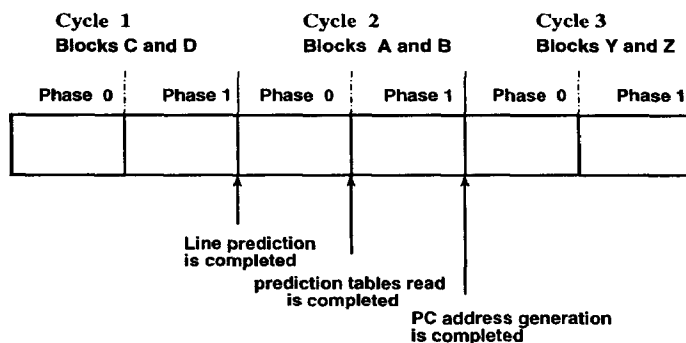 Cycle 1 Cycle 2 Cycle 3
Blocks C and D Blocks A and B Blocks Y and Z
Phase 0 Phase 1 Phase 0 Phase 1 Phase 0 Phase 1
Line prediction
is completed
prediction tables read
is completed
PC address generation
is completed